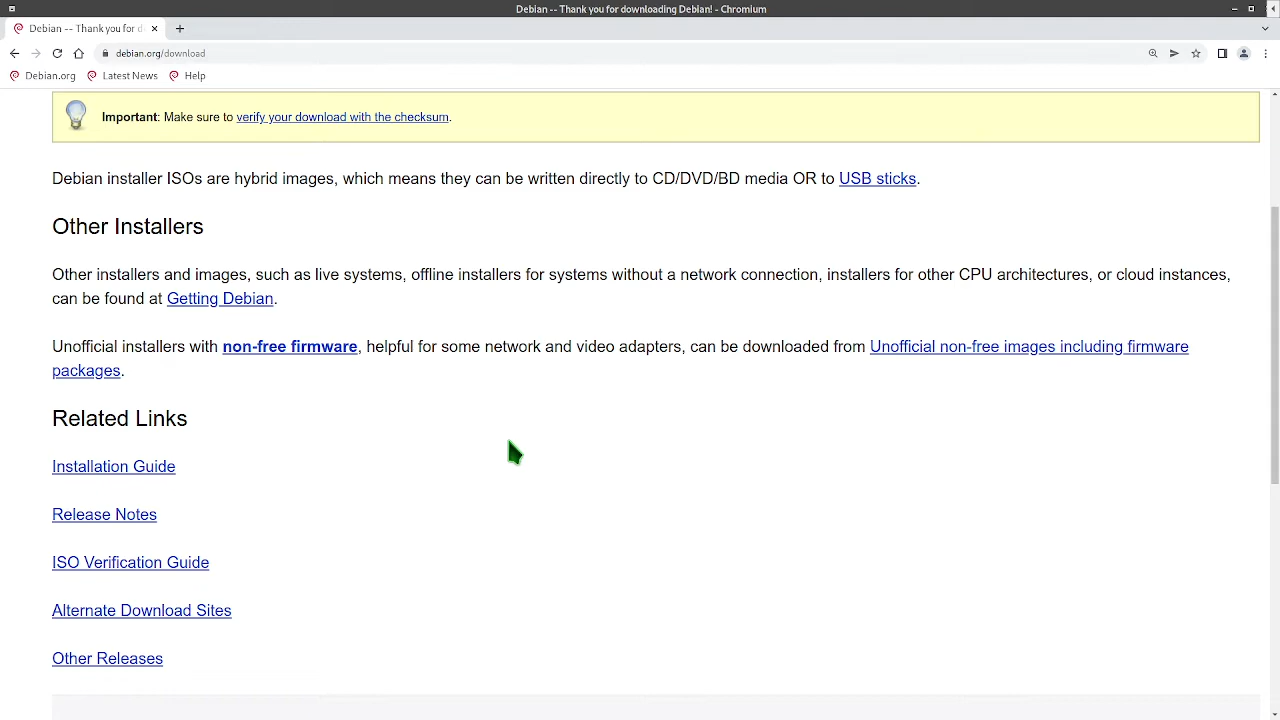 Debian -- Thank you for downloading Debian! - Chromium
Debian -- Thank you for d
debian.org/download
Debian.org Latest News Help
Important: Make sure to verify your download with the checksum.
Debian installer ISOs are hybrid images, which means they can be written directly to CD/DVD/BD media OR to USB sticks.
Other Installers
Other installers and images, such as live systems, offline installers for systems without a network connection, installers for other CPU architectures, or cloud instances,
can be found at Getting Debian.
Unofficial installers with non-free firmware, helpful for some network and video adapters, can be downloaded from Unofficial non-free images including firmware
packages.
Related Links
Installation Guide
Release Notes
ISO Verification Guide
Alternate Download Sites
Other Releases